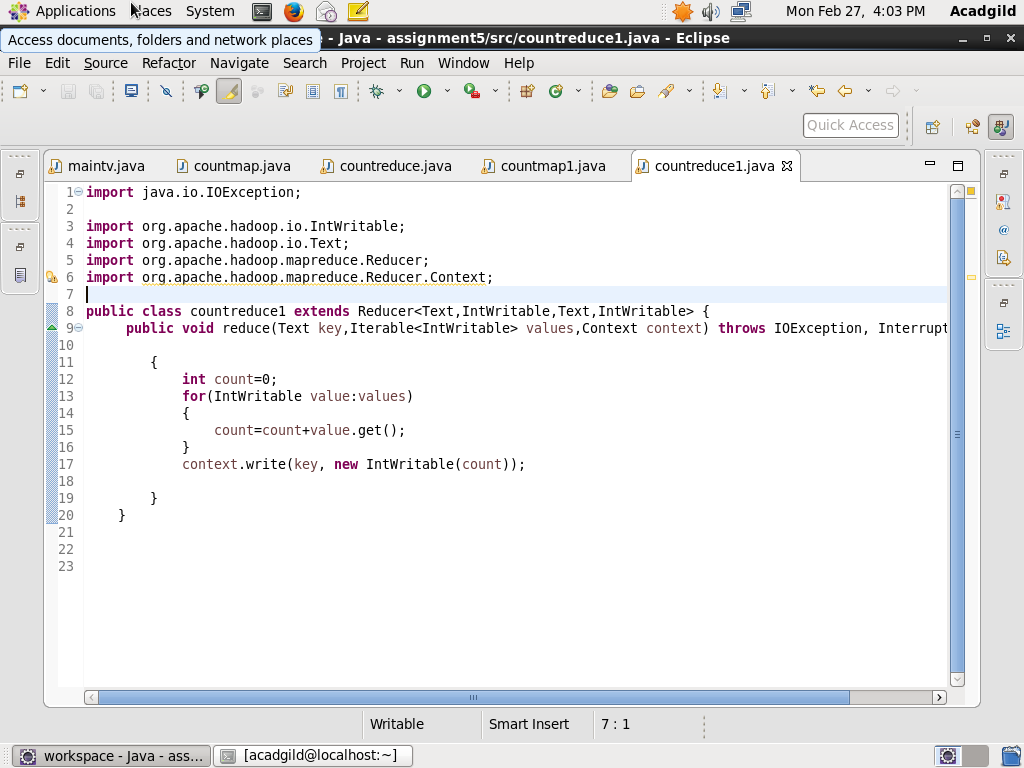 Applications Places System Mon Feb 27, 4:03 PM Acadgild
Access documents, folders and network places - Java - assignment5/src/countreduce1.java - Eclipse
File Edit Source Refactor Navigate Search Project Run Window Help
Quick Access
maintv.java countmap.java countreduce.java countmap1.java countreduce1.java
1 import java.io.IOException;
2
3 import org.apache.hadoop.io.IntWritable;
4 import org.apache.hadoop.io.Text;
5 import org.apache.hadoop.mapreduce.Reducer;
6 import org.apache.hadoop.mapreduce.Reducer.Context;
7
8 public class countreduce1 extends Reducer<Text,IntWritable,Text,IntWritable> {
9 public void reduce(Text key,Iterable<IntWritable> values,Context context) throws IOException, Interrupt
10
11 {
12 int count=0;
13 for(IntWritable value:values)
14 {
15 count=count+value.get();
16 }
17 context.write(key, new IntWritable(count));
18
19 }
20 }
21
22
23
Writable Smart Insert 7 : 1
workspace - Java - ass... [acadgild@localhost:~]